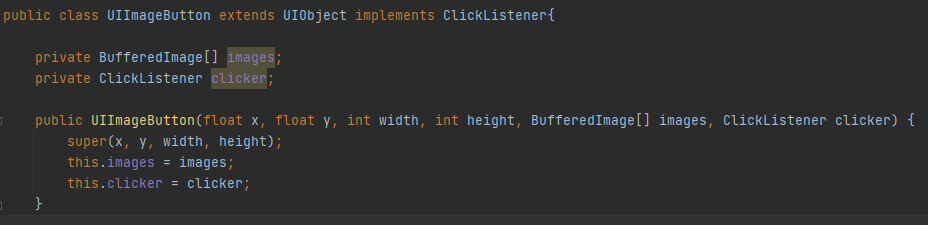 public class UIImageButton extends UIObject implements ClickListener{
private BufferedImage[] images;
private ClickListener clicker;
public UIImageButton(float x, float y, int width, int height, BufferedImage[] images, ClickListener clicker) {
super(x, y, width, height);
this.images = images;
this.clicker = clicker;
}